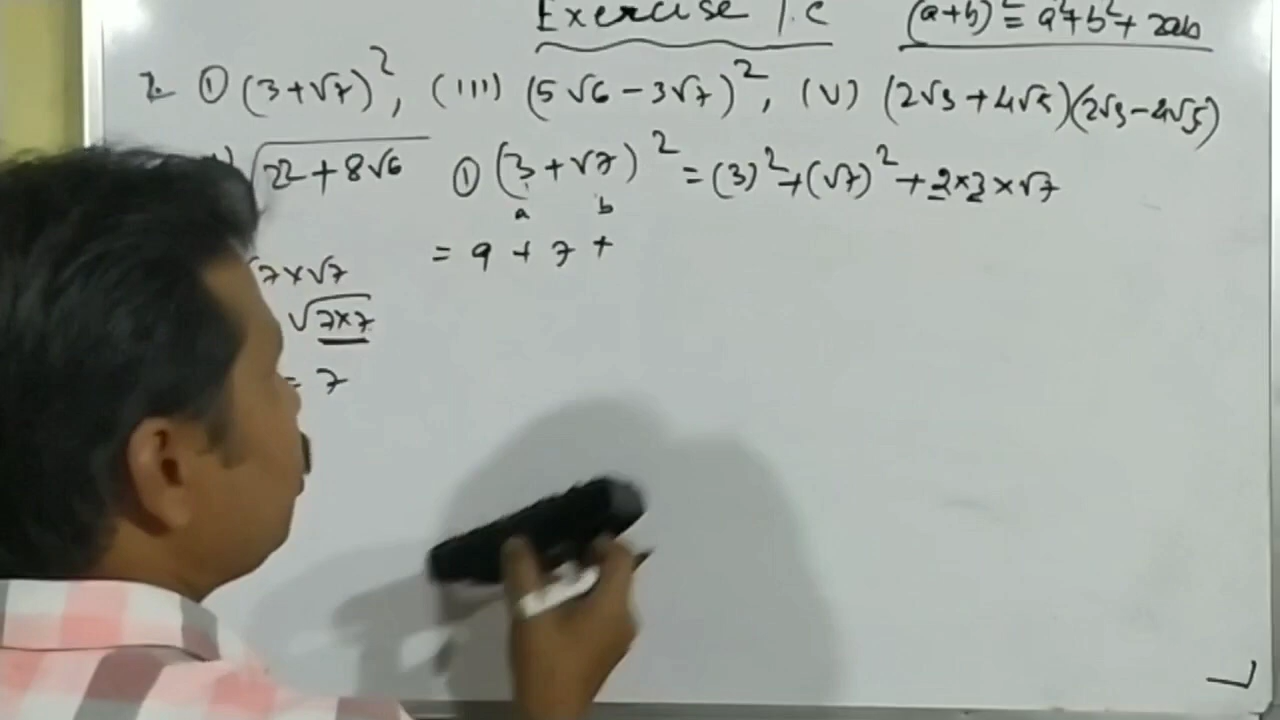 Exercise 1.C (a+b)² = a²+b²+2ab
2. ① (3+√7)², (III) (5√6-3√7)², (V) (2√3+4√5)(2√3-4√5)
√22+8√6 ① (3+√7)² = (3)²+(√7)²+2×3×√7
a b
= 9+7+
√7×√7
√7×7
= 7